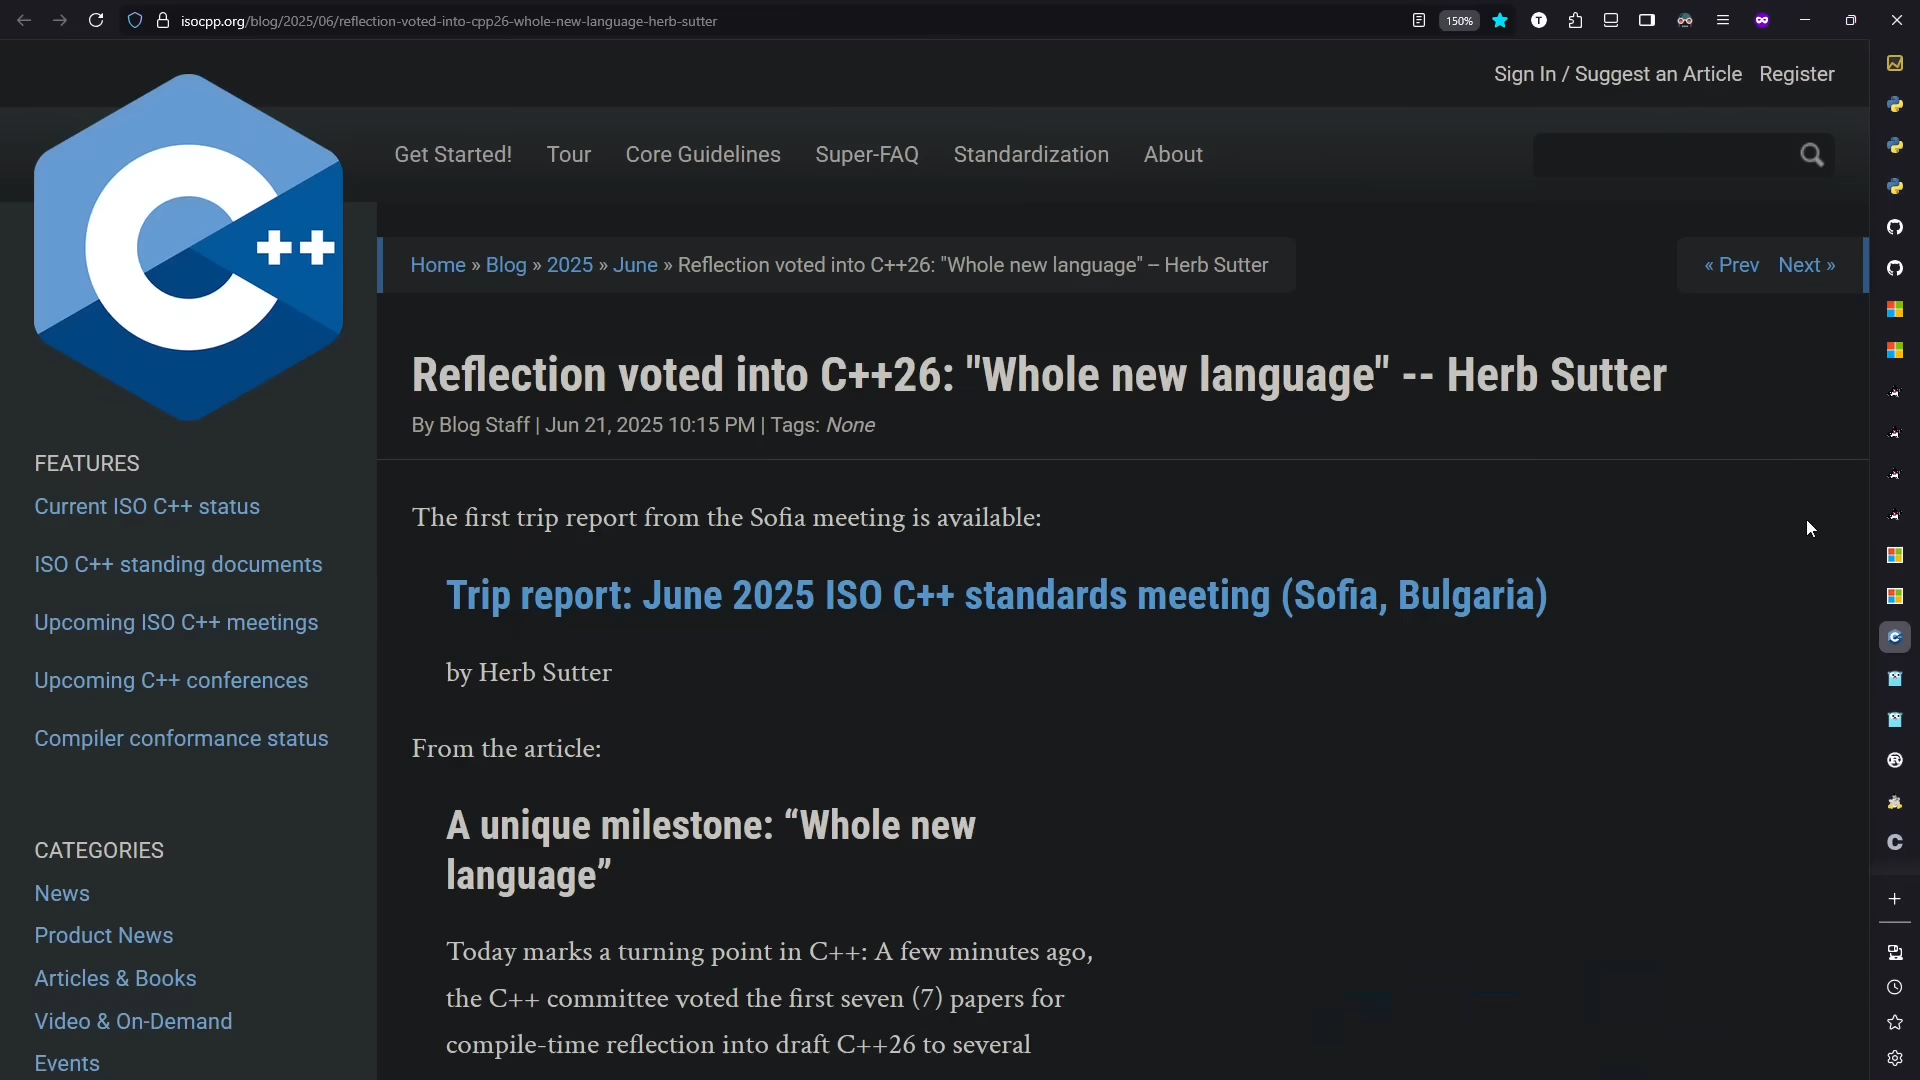 isocpp.org/blog/2025/06/reflection-voted-into-cpp26-whole-new-language-herb-sutter
150%
T
Sign In / Suggest an Article Register
Get Started! Tour Core Guidelines Super-FAQ Standardization About
C++
Home » Blog » 2025 » June » Reflection voted into C++26: "Whole new language" – Herb Sutter
« Prev Next »
Reflection voted into C++26: "Whole new language" -- Herb Sutter
By Blog Staff | Jun 21, 2025 10:15 PM | Tags: None
FEATURES
Current ISO C++ status
ISO C++ standing documents
Upcoming ISO C++ meetings
Upcoming C++ conferences
Compiler conformance status
CATEGORIES
News
Product News
Articles & Books
Video & On-Demand
Events
The first trip report from the Sofia meeting is available:
Trip report: June 2025 ISO C++ standards meeting (Sofia, Bulgaria)
by Herb Sutter
From the article:
A unique milestone: “Whole new
language”
Today marks a turning point in C++: A few minutes ago,
the C++ committee voted the first seven (7) papers for
compile-time reflection into draft C++26 to several